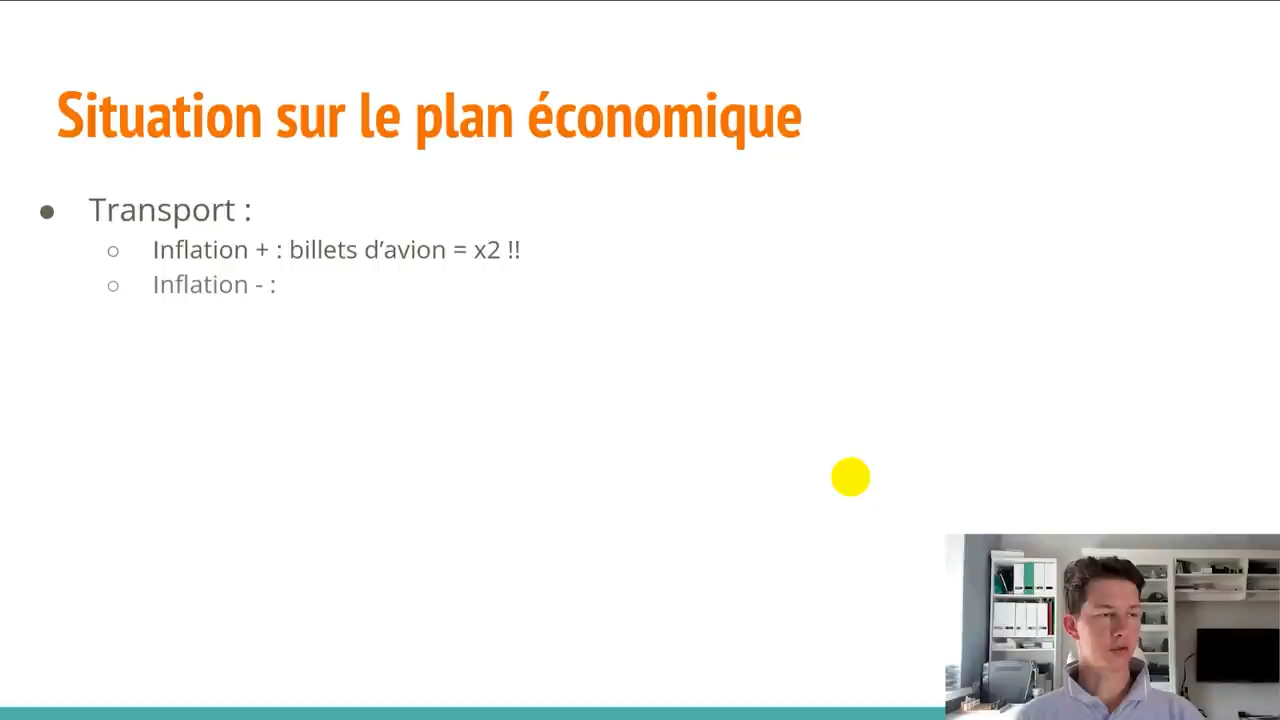 Situation sur le plan économique
Transport :
Inflation + : billets d’avion = x2 !!
Inflation - :